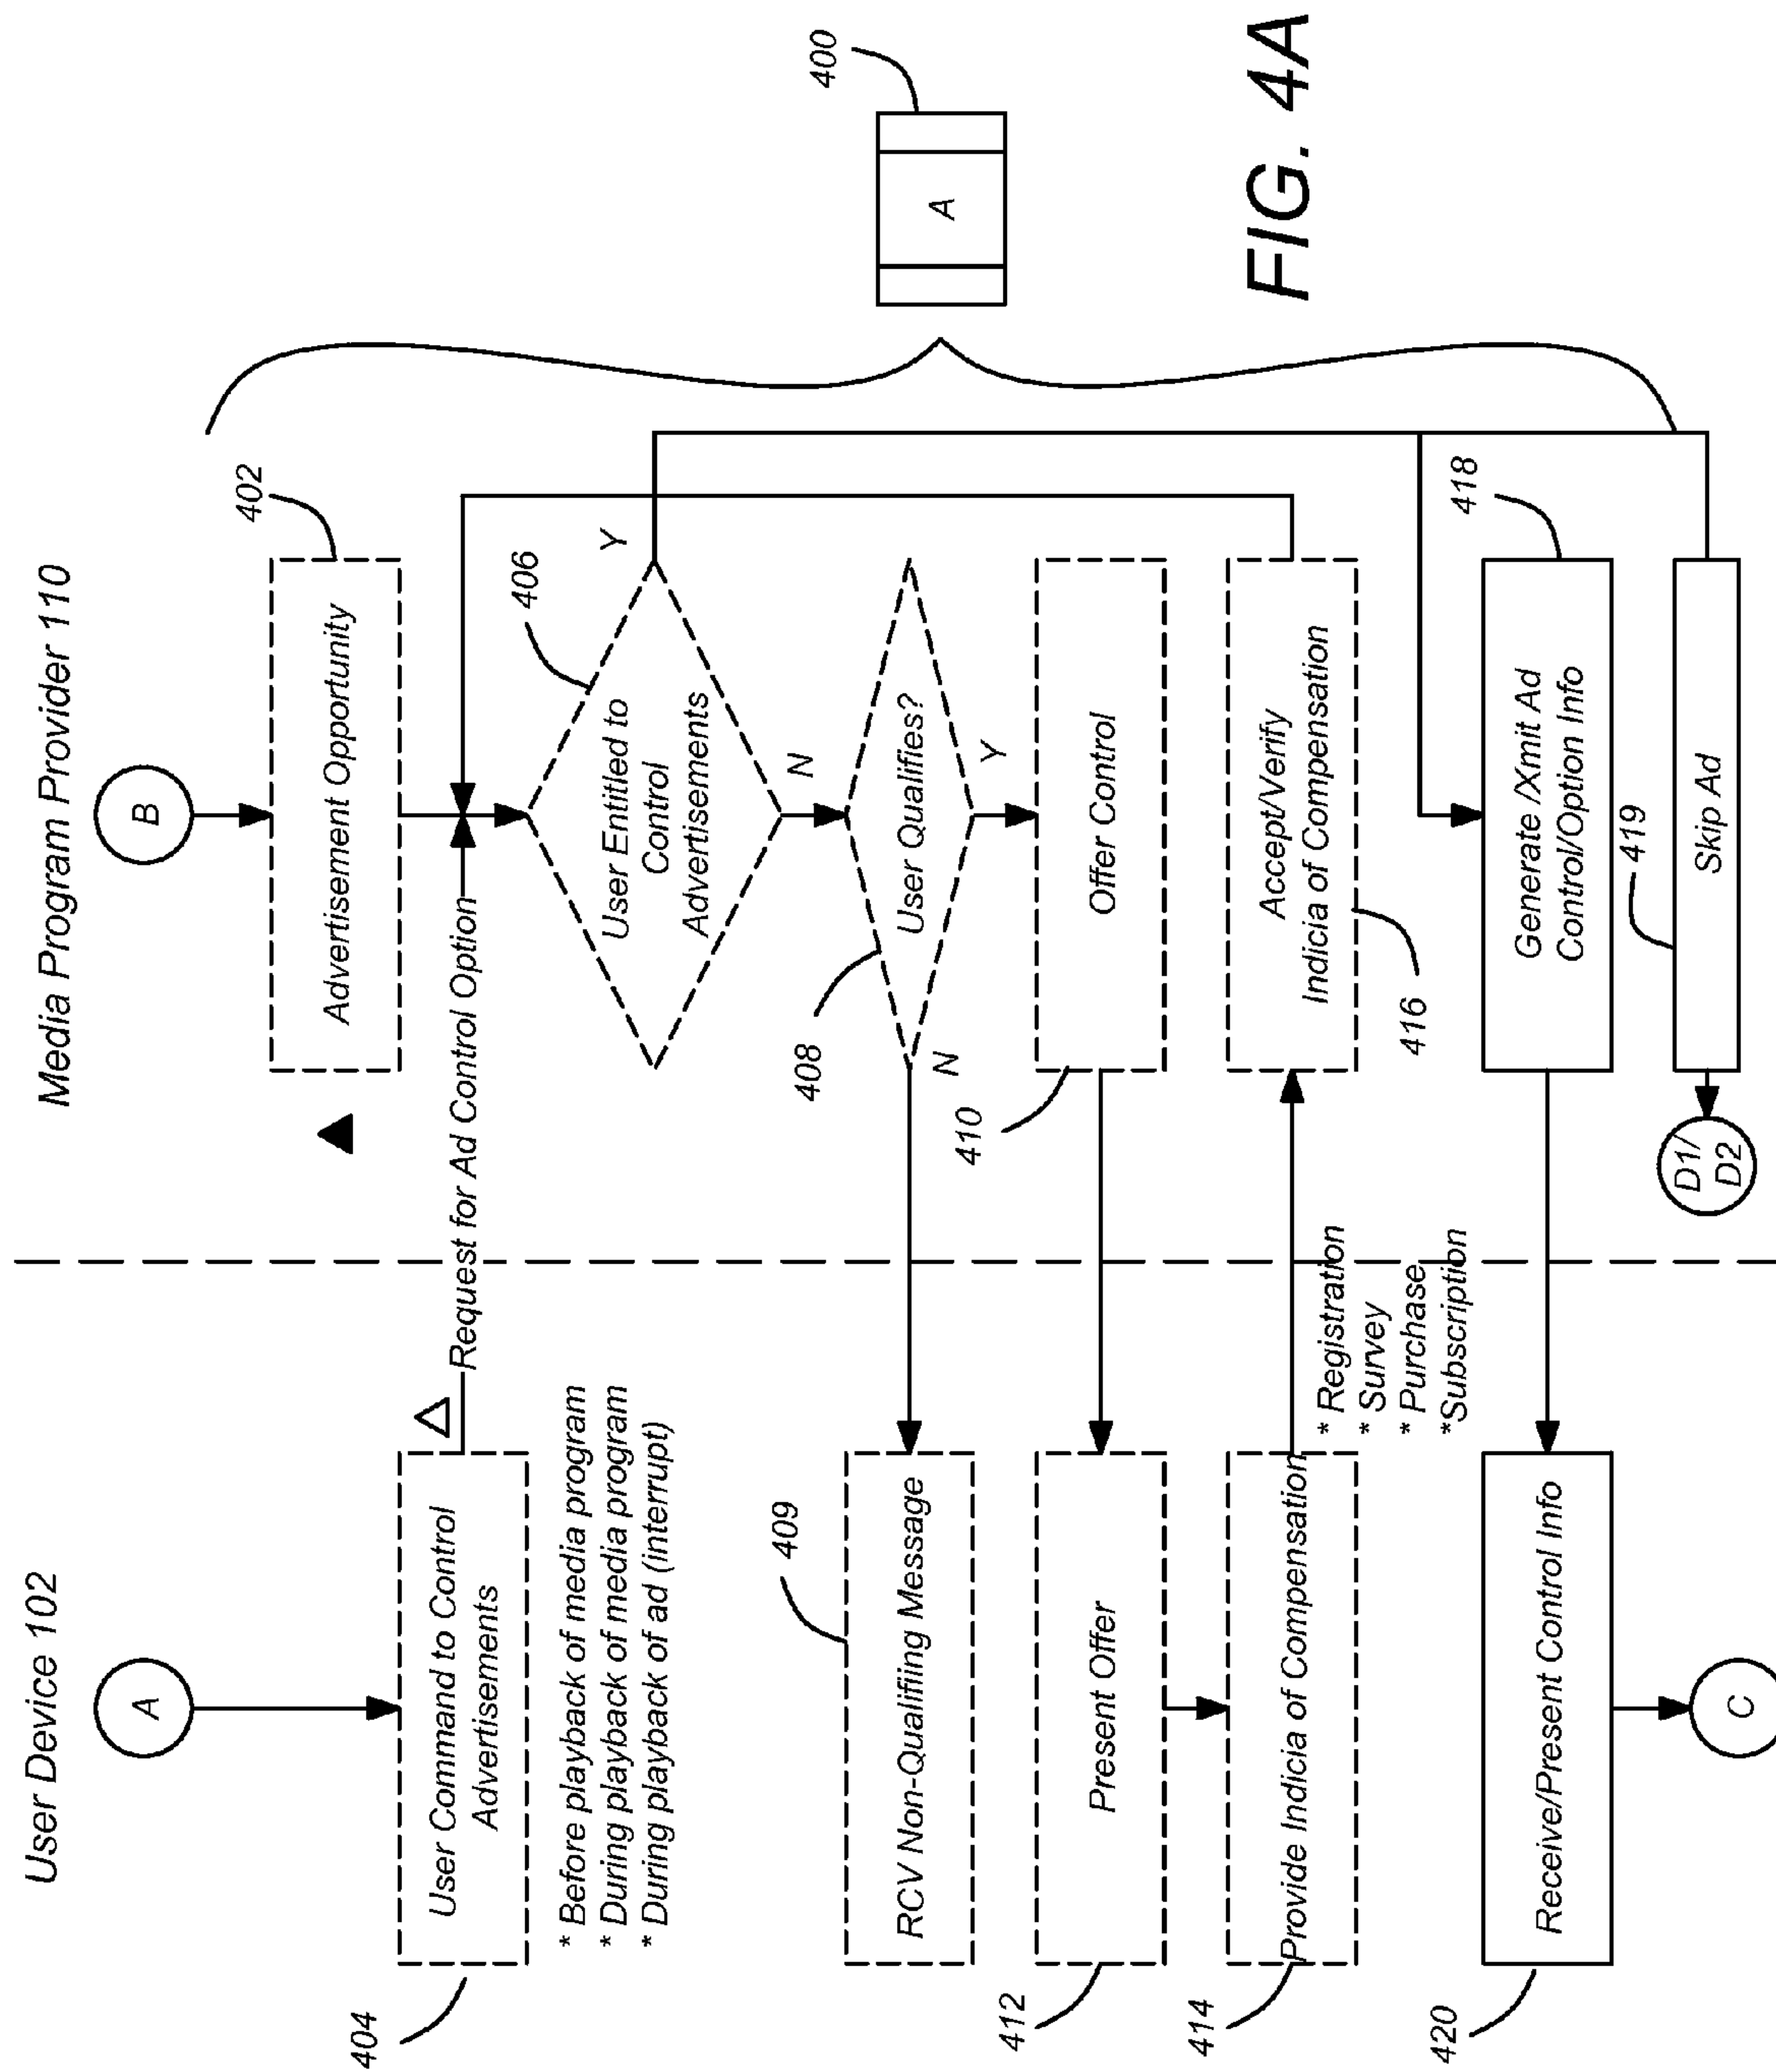 User Device 102
Media Program Provider 110
A
B
402
Advertisement Opportunity
404
User Command to Control
Advertisements
Request for Ad Control Option
* Before playback of media program
* During playback of media program
* During playback of ad (interrupt)
406
User Entitled to
Control
Advertisements
Y
N
409
RCV Non-Qualifiing Message
408
User Qualifies?
N
Y
412
Present Offer
410
Offer Control
414
Provide Indicia of Compensation
* Registration
* Survey
* Purchase
*Subscription
Accept/Verify
Indicia of Compensation
416
420
Receive/Present Control Info
Generate /Xmit Ad
Control/Option Info
418
419
Skip Ad
D1/
D2
C
400
A
FIG. 4A